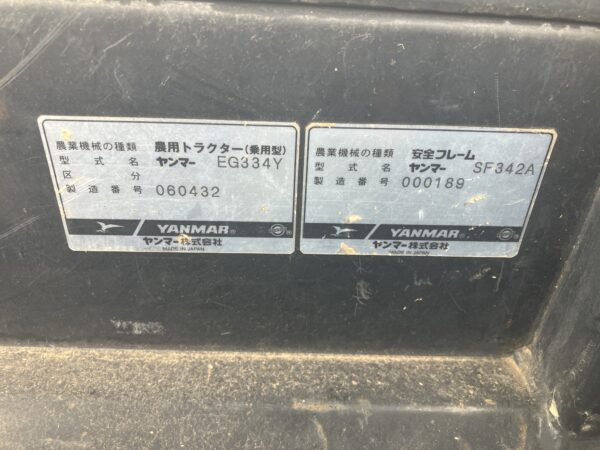 農業機械の種類 農用トラクター(乗用型)
型式名 ヤンマー EG334Y
区分
製造番号 060432
YANMAR®
ヤンマー株式会社
MADE IN JAPAN
農業機械の種類 安全フレーム
型式名 ヤンマー SF342A
製造番号 000189
YANMAR®
ヤンマー株式会社
MADE IN JAPAN